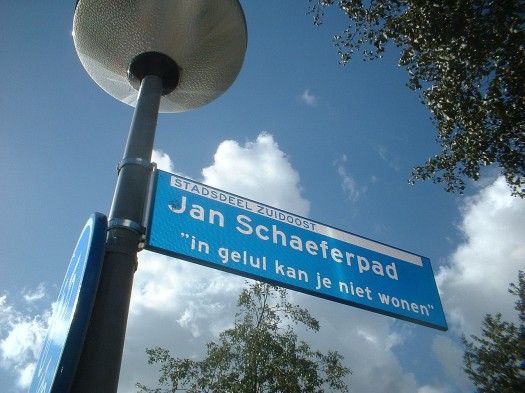 STADSDEEL ZUIDOOST
Jan Schaeferpad
"in gelul kan je niet wonen"